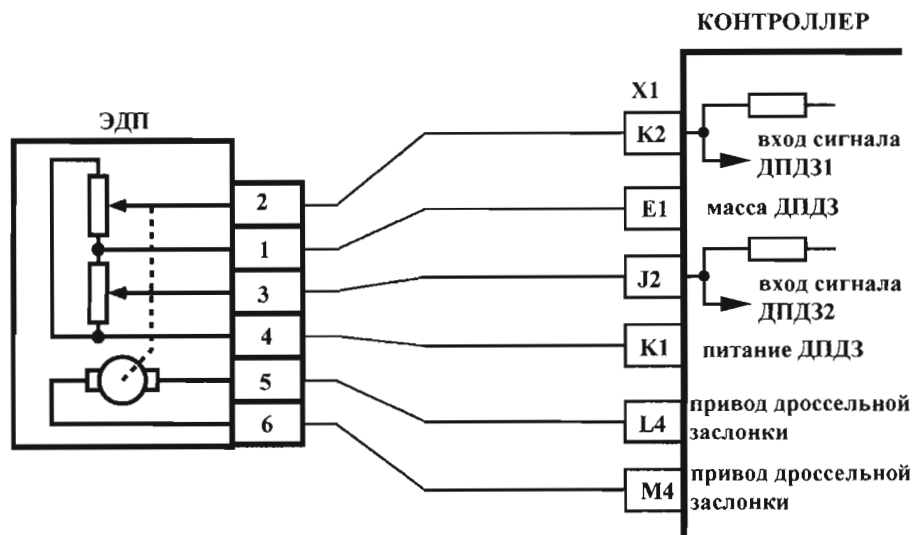 КОНТРОЛЛЕР
X1
ЭДП
K2
вход сигнала
ДПДЗ1
2
E1
масса ДПДЗ
1
3
J2
вход сигнала
ДПДЗ2
4
K1
питание ДПДЗ
5
L4
привод дроссельной
заслонки
6
M4
привод дроссельной
заслонки